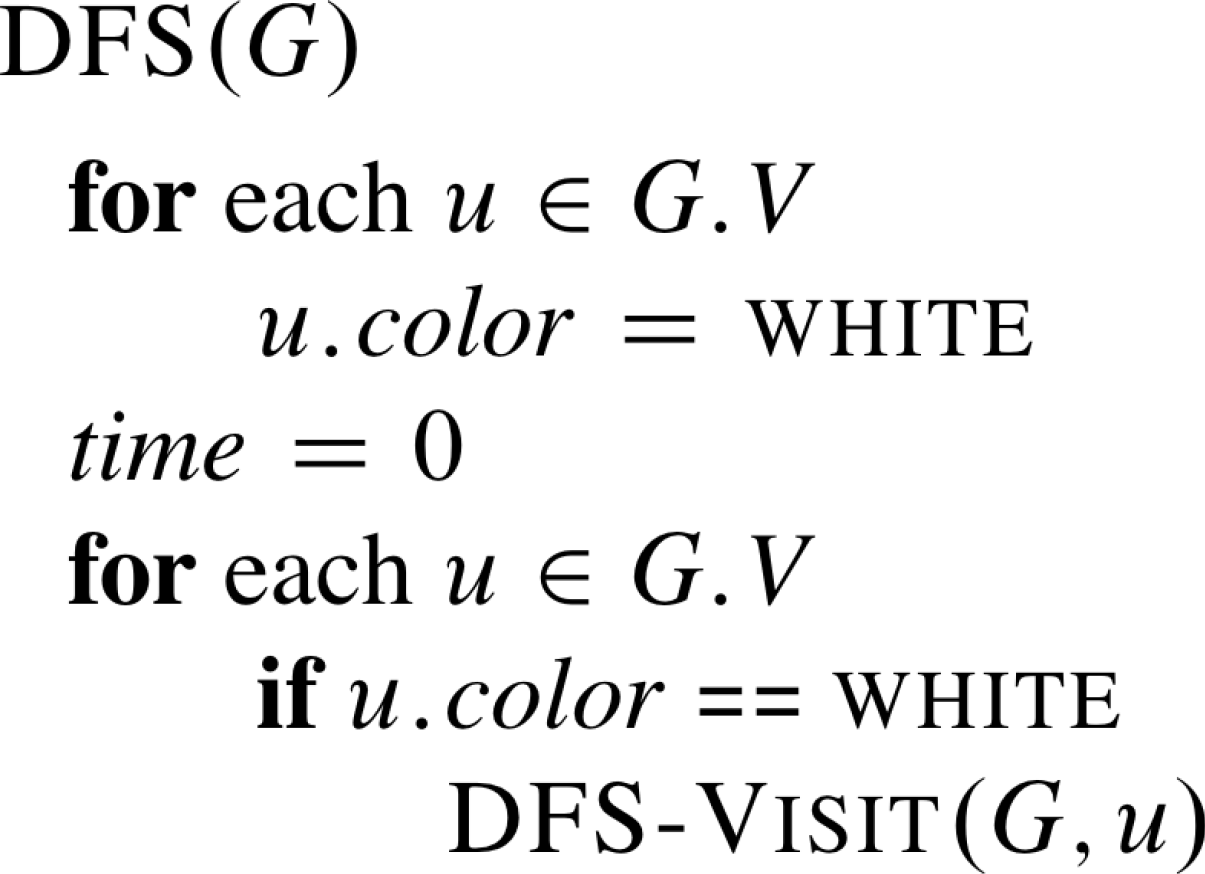 DFS(G)
for each u ∈ G.V
u.color = WHITE
time = 0
for each u ∈ G.V
if u.color == WHITE
DFS-VISIT(G, u)